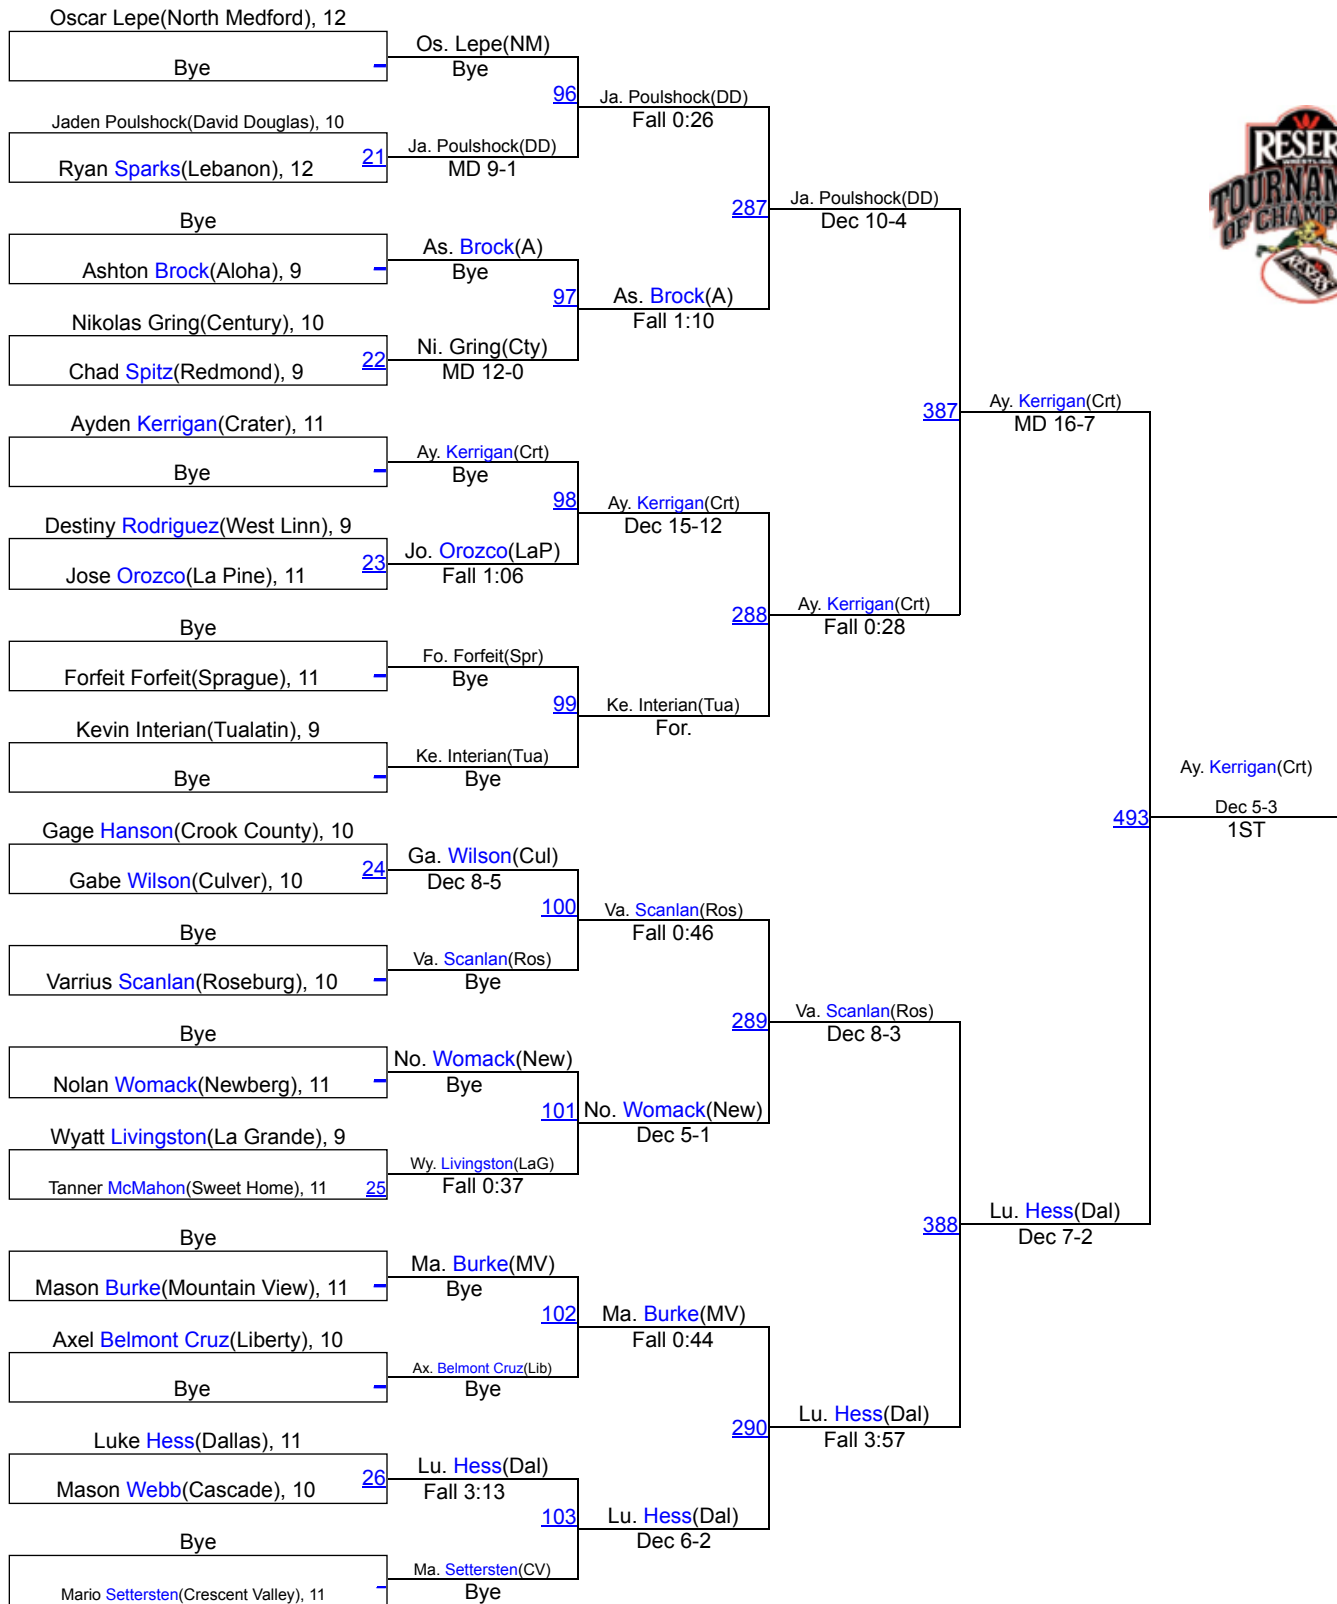 Oscar Lepe(North Medford), 12
Bye
Os. Lepe(NM)
Bye
96
Ja. Poulshock(DD)
Fall 0:26
Jaden Poulshock(David Douglas), 10
Ryan Sparks(Lebanon), 12
21
Ja. Poulshock(DD)
MD 9-1
287
Ja. Poulshock(DD)
Dec 10-4
Bye
Ashton Brock(Aloha), 9
As. Brock(A)
Bye
97
As. Brock(A)
Fall 1:10
Nikolas Gring(Century), 10
Chad Spitz(Redmond), 9
22
Ni. Gring(Cty)
MD 12-0
387
Ay. Kerrigan(Crt)
MD 16-7
Ayden Kerrigan(Crater), 11
Bye
Ay. Kerrigan(Crt)
Bye
98
Ay. Kerrigan(Crt)
Dec 15-12
Destiny Rodriguez(West Linn), 9
Jose Orozco(La Pine), 11
23
Jo. Orozco(LaP)
Fall 1:06
288
Ay. Kerrigan(Crt)
Fall 0:28
Bye
Forfeit Forfeit(Sprague), 11
Fo. Forfeit(Spr)
Bye
99
Ke. Interian(Tua)
For.
Kevin Interian(Tualatin), 9
Bye
Ke. Interian(Tua)
Bye
493
Ay. Kerrigan(Crt)
Dec 5-3
1ST
Gage Hanson(Crook County), 10
Gabe Wilson(Culver), 10
24
Ga. Wilson(Cul)
Dec 8-5
100
Va. Scanlan(Ros)
Fall 0:46
Bye
Varrius Scanlan(Roseburg), 10
Va. Scanlan(Ros)
Bye
289
Va. Scanlan(Ros)
Dec 8-3
Bye
Nolan Womack(Newberg), 11
No. Womack(New)
Bye
101
No. Womack(New)
Dec 5-1
Wyatt Livingston(La Grande), 9
Tanner McMahon(Sweet Home), 11
25
Wy. Livingston(LaG)
Fall 0:37
388
Lu. Hess(Dal)
Dec 7-2
Bye
Mason Burke(Mountain View), 11
Ma. Burke(MV)
Bye
102
Ma. Burke(MV)
Fall 0:44
Axel Belmont Cruz(Liberty), 10
Bye
Ax. Belmont Cruz(Lib)
Bye
290
Lu. Hess(Dal)
Fall 3:57
Luke Hess(Dallas), 11
Mason Webb(Cascade), 10
26
Lu. Hess(Dal)
Fall 3:13
103
Lu. Hess(Dal)
Dec 6-2
Bye
Mario Settersten(Crescent Valley), 11
Ma. Settersten(CV)
Bye